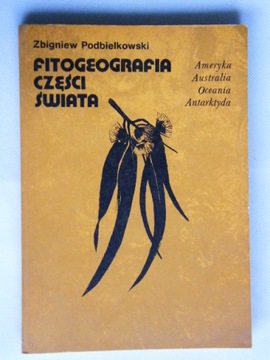 Zbigniew Podbielkowski
FITOGEOGRAFIA
CZĘŚCI
ŚWIATA
Ameryka
Australia
Oceania
Antarktyda